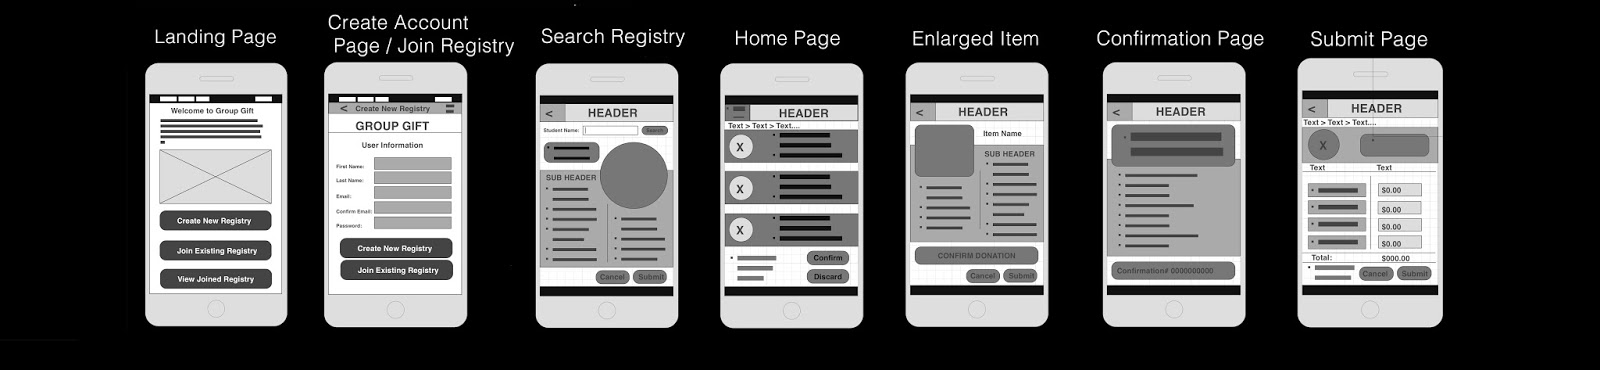 Landing Page
Welcome to Group Gift
Create New Registry
Join Existing Registry
View Joined Registry
Create Account
Page / Join Registry
< Create New Registry
GROUP GIFT
User Information
First Name:
Last Name:
Email:
Confirm Email:
Password:
Create New Registry
Join Existing Registry
Search Registry
< HEADER
Student Name: Search
SUB HEADER
Cancel Submit
Home Page
HEADER
Text > Text > Text....
X
X
X
Confirm
Discard
Enlarged Item
< HEADER
Item Name
SUB HEADER
CONFIRM DONATION
Cancel Submit
Confirmation Page
< HEADER
Confirmation# 0000000000
Submit Page
< HEADER
Text > Text > Text....
X
Text Text
$0.00
$0.00
$0.00
$0.00
Total: $000.00
Cancel Submit